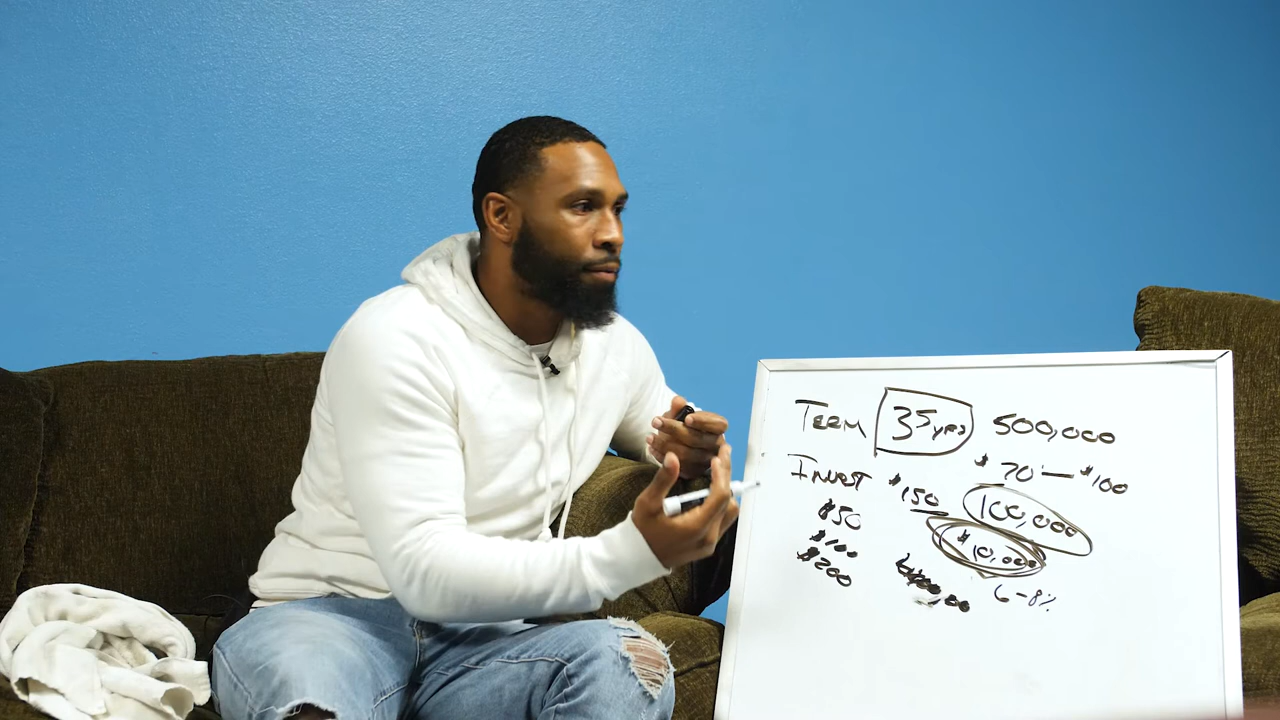 TERM 35yrs 500,000
$70 — $100
INVEST $150 100,000
$50 $10,000
$100
$200 6-8%